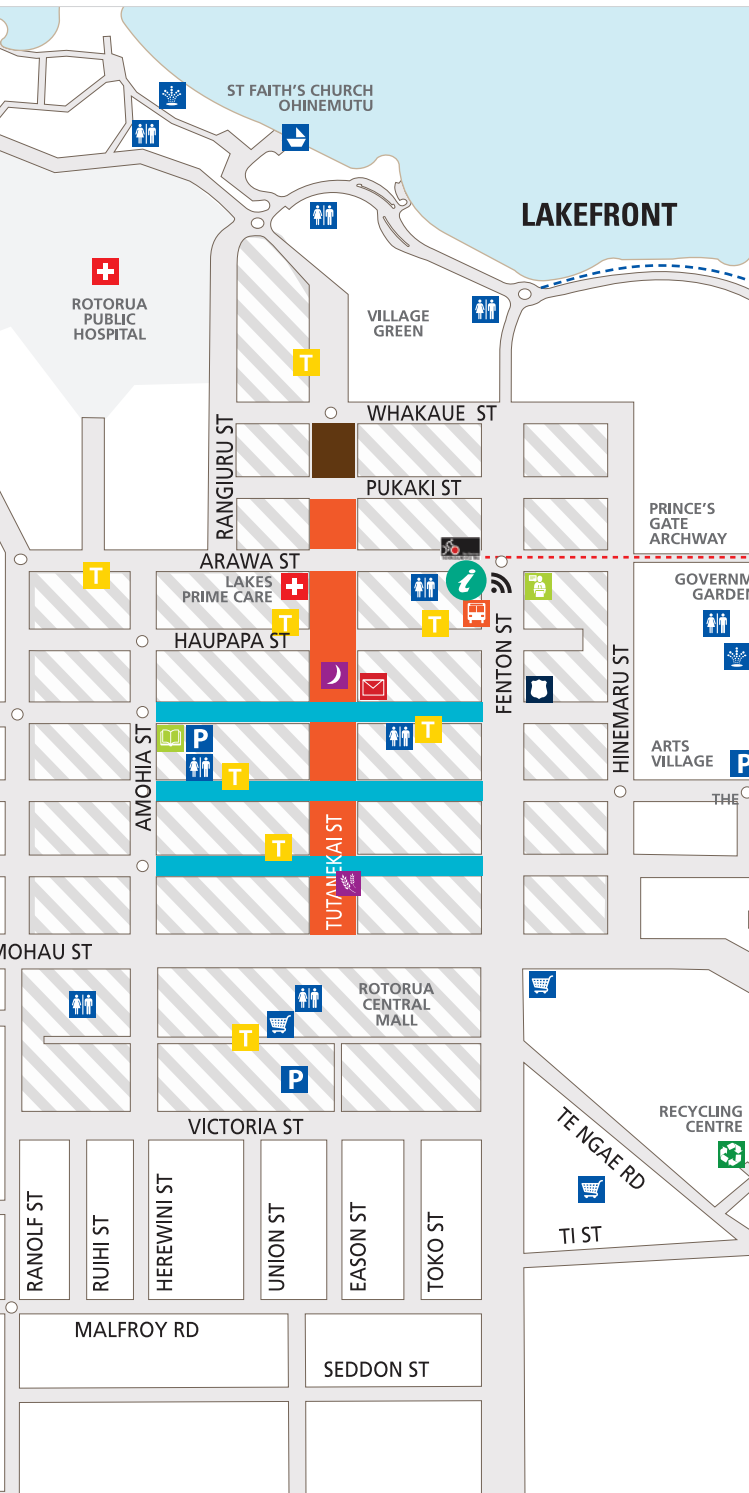 ST FAITH'S CHURCH
OHINEMUTU
LAKEFRONT
ROTORUA
PUBLIC
HOSPITAL
VILLAGE
GREEN
T
WHAKAUE ST
RANGIURU ST
PUKAKI ST
PRINCE'S
GATE
ARCHWAY
ARAWA ST
T
LAKES
PRIME CARE
i
GOVERNM
GARDEN
T
T
HAUPAPA ST
FENTON ST
HINEMARU ST
AMOHIA ST
P
T
ARTS
VILLAGE
P
T
THE
TUTANEKAI ST
T
MOHAU ST
ROTORUA
CENTRAL
MALL
T
P
VICTORIA ST
TE NGAE RD
RECYCLING
CENTRE
RANOLF ST
RUIHI ST
HEREWINI ST
UNION ST
EASON ST
TOKO ST
TI ST
MALFROY RD
SEDDON ST